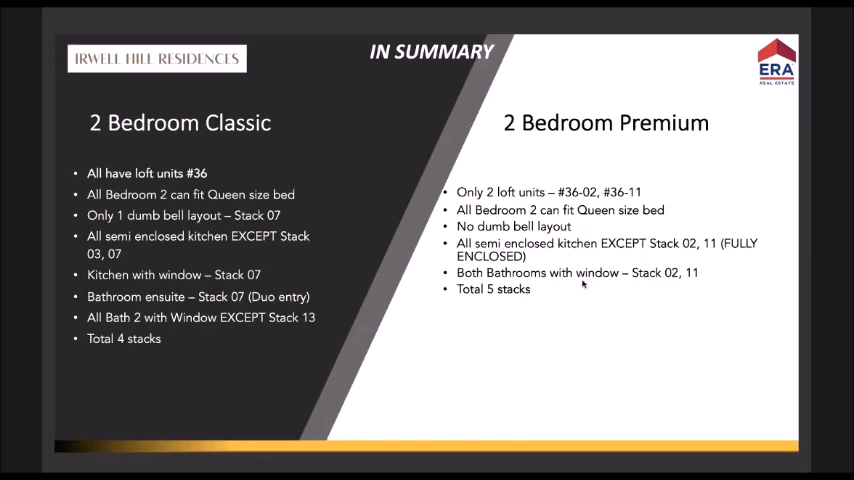 IRWELL HILL RESIDENCES
IN SUMMARY
ERA
REAL ESTATE
2 Bedroom Classic
• All have loft units #36
• All Bedroom 2 can fit Queen size bed
• Only 1 dumb bell layout – Stack 07
• All semi enclosed kitchen EXCEPT Stack
03, 07
• Kitchen with window – Stack 07
• Bathroom ensuite – Stack 07 (Duo entry)
• All Bath 2 with Window EXCEPT Stack 13
• Total 4 stacks
2 Bedroom Premium
• Only 2 loft units – #36-02, #36-11
• All Bedroom 2 can fit Queen size bed
• No dumb bell layout
• All semi enclosed kitchen EXCEPT Stack 02, 11 (FULLY
ENCLOSED)
• Both Bathrooms with window – Stack 02, 11
• Total 5 stacks